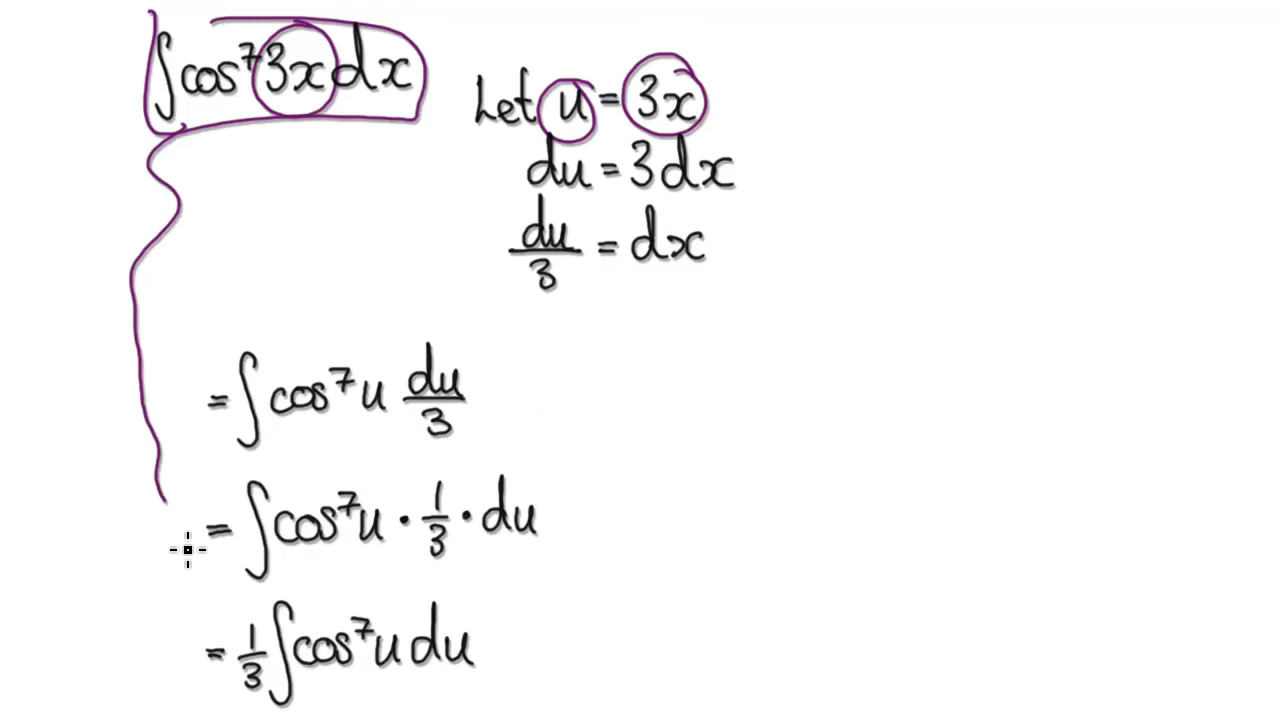 ∫cos⁷3x dx
Let u = 3x
du = 3dx
du/3 = dx
= ∫cos⁷u du/3
= ∫cos⁷u · 1/3 · du
= 1/3 ∫cos⁷u du